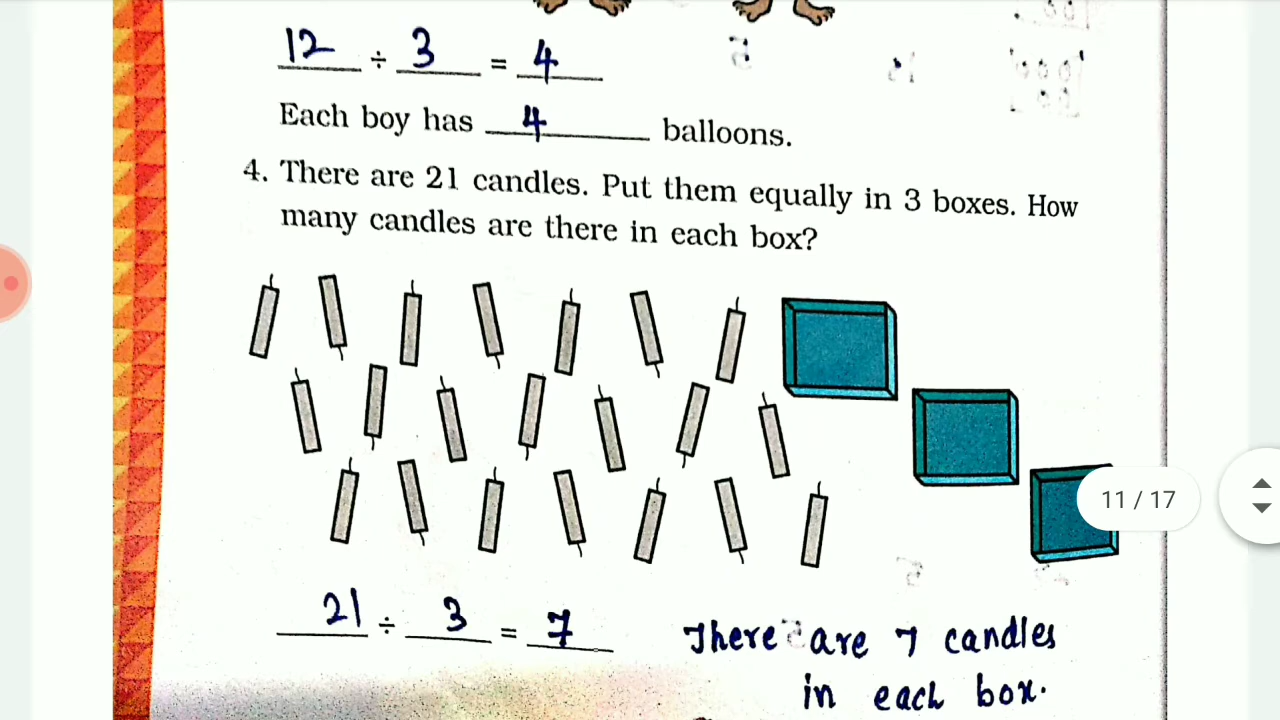 12 ÷ 3 = 4
Each boy has 4 balloons.
4. There are 21 candles. Put them equally in 3 boxes. How
many candles are there in each box?
11 / 17
21 ÷ 3 = 7
There are 7 candles
in each box.